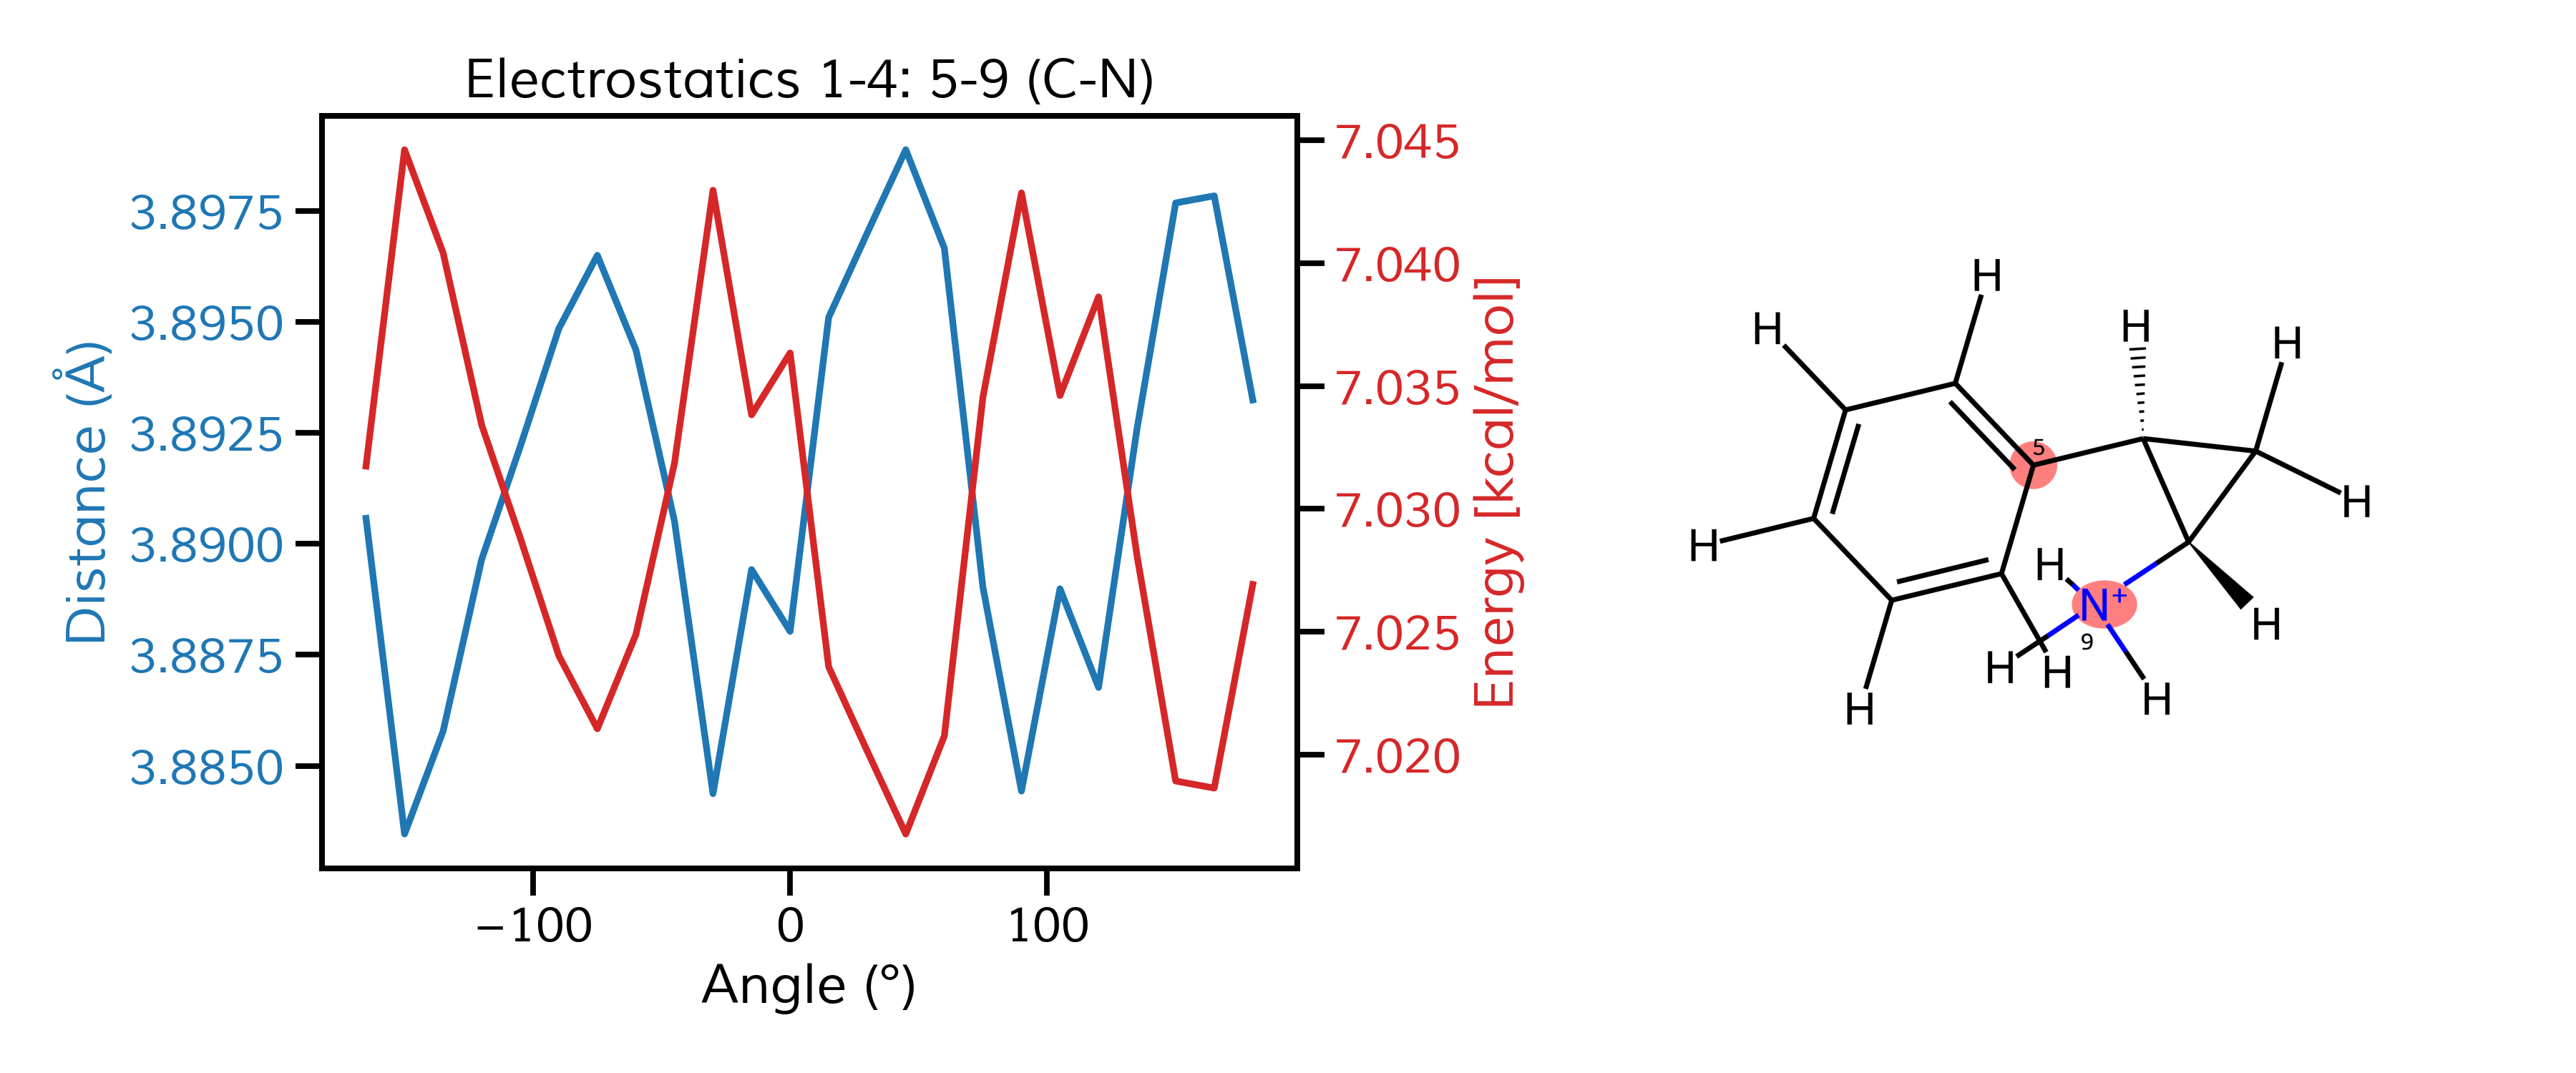 Electrostatics 1-4: 5-9 (C-N)
Distance (Å)
3.8975
3.8950
3.8925
3.8900
3.8875
3.8850
−100
0
100
Angle (°)
7.045
7.040
7.035
7.030
7.025
7.020
Energy [kcal/mol]
H
H
H
H
5
H
H
H
H
N+
H
9
H
H
H
H